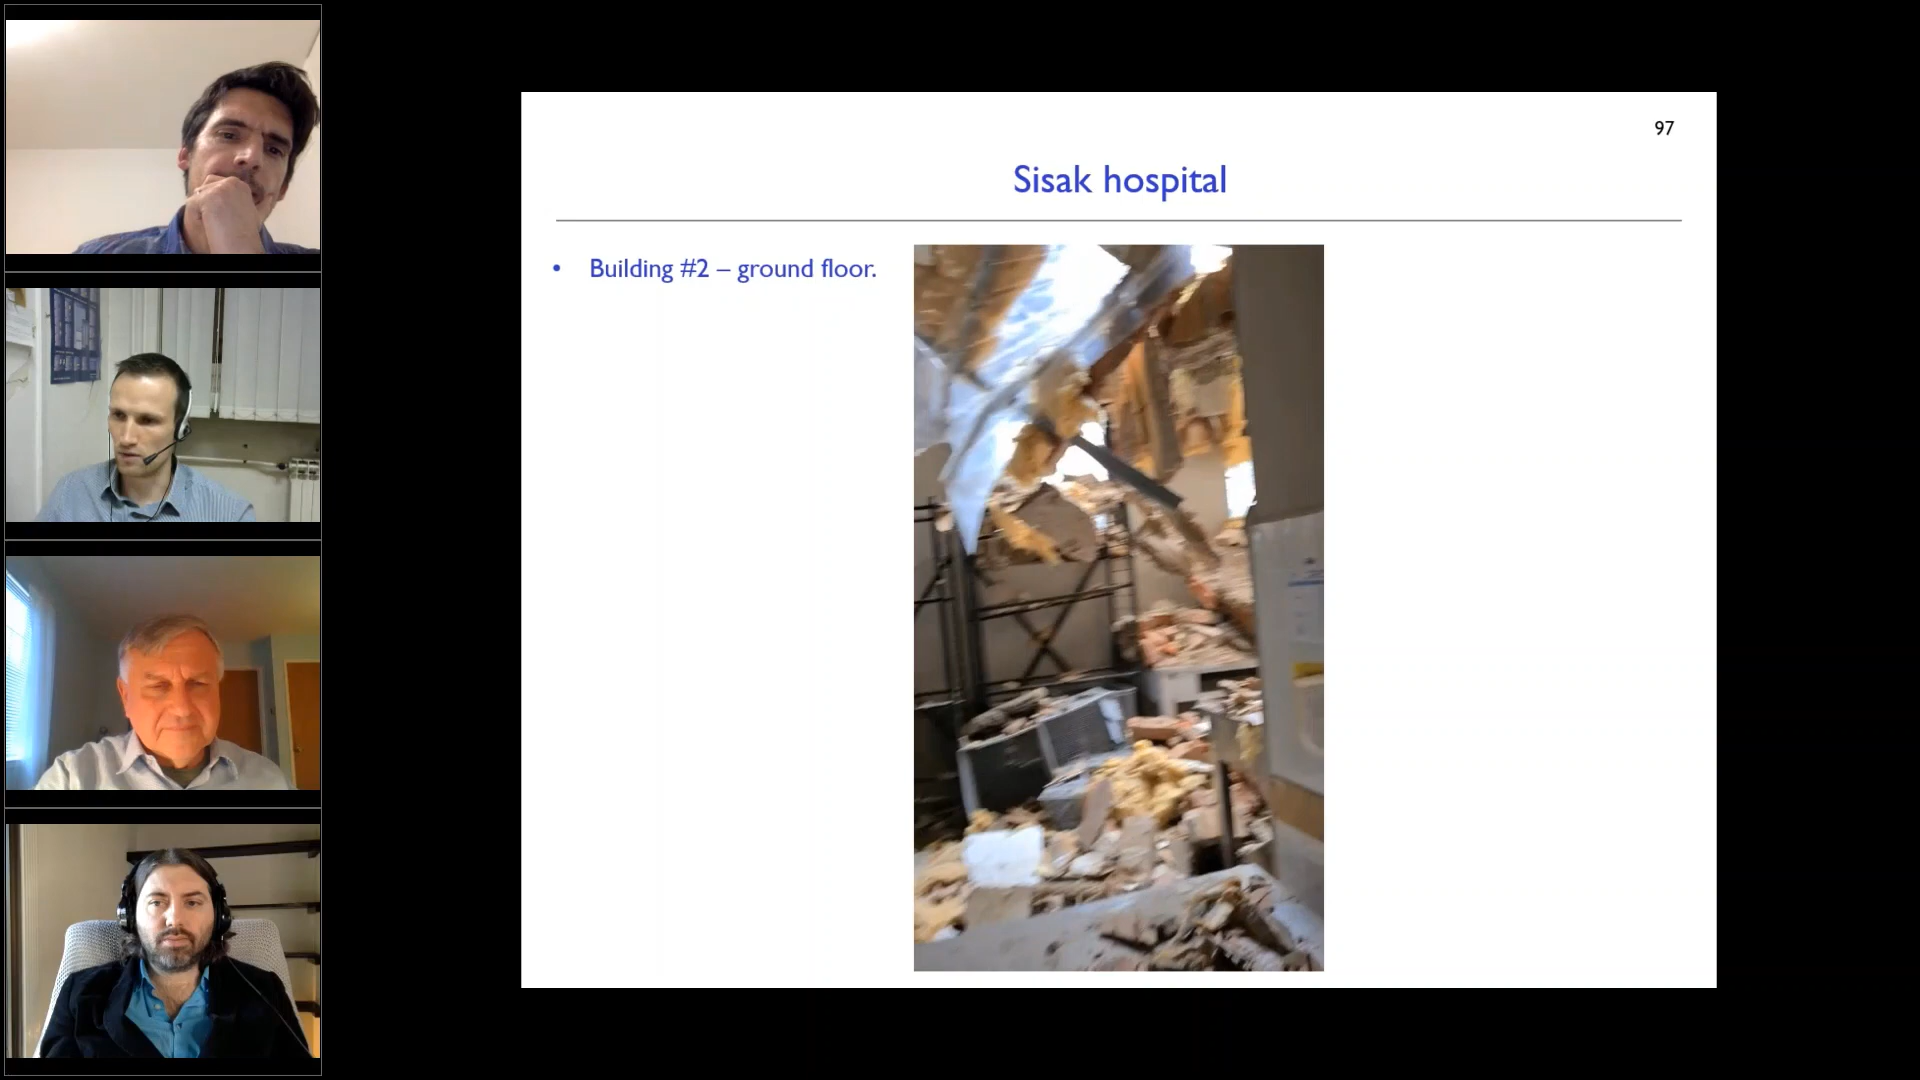 97
Sisak hospital
• Building #2 – ground floor.